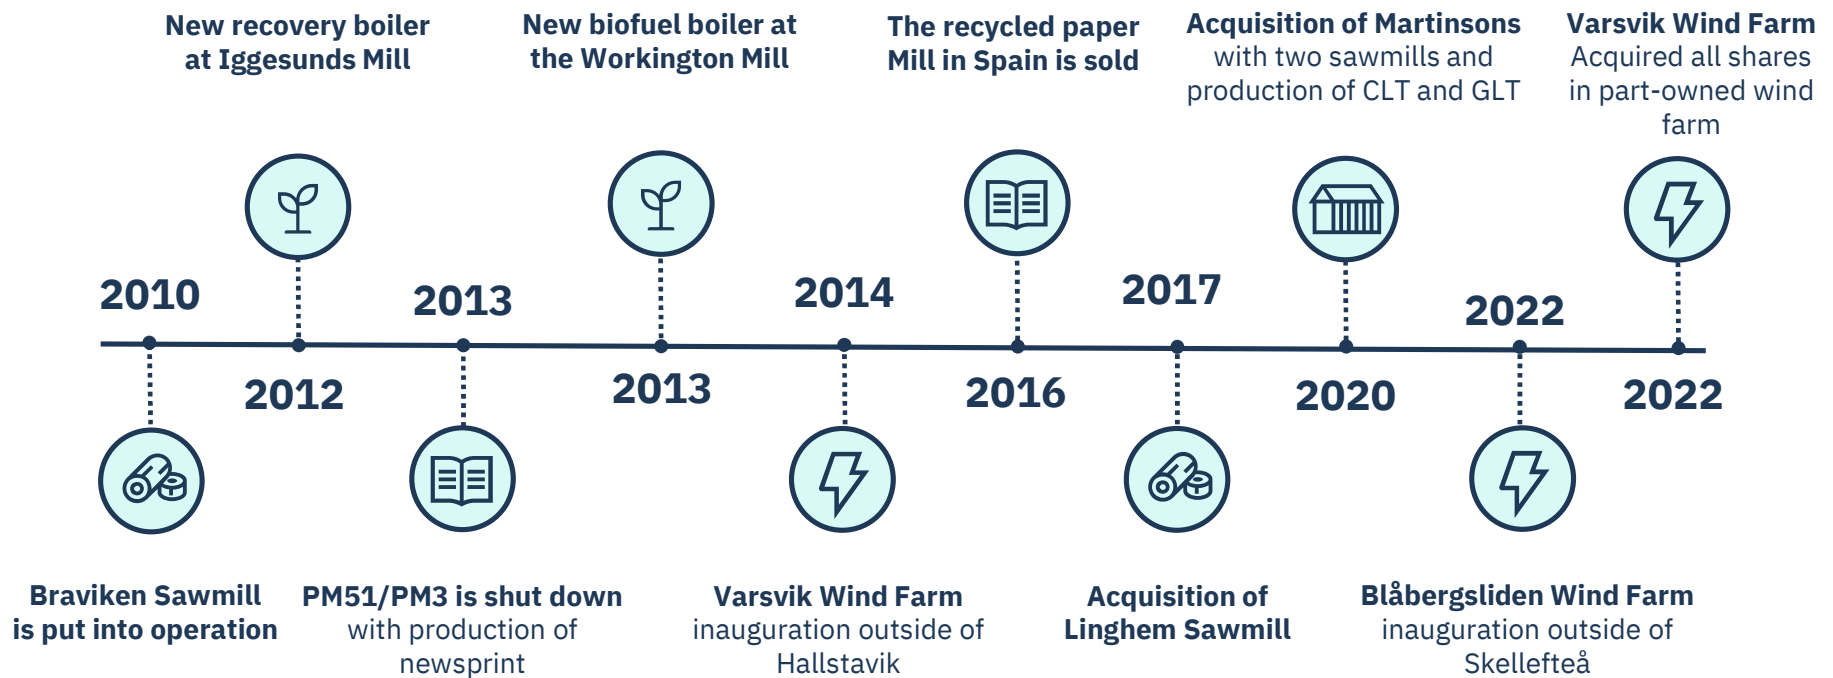 New recovery boiler
at Iggesunds Mill
New biofuel boiler at
the Workington Mill
The recycled paper
Mill in Spain is sold
Acquisition of Martinsons
with two sawmills and
production of CLT and GLT
Varsvik Wind Farm
Acquired all shares
in part-owned wind
farm
2010
2013
2014
2017
2022
2012
2013
2016
2020
2022
Braviken Sawmill
is put into operation
PM51/PM3 is shut down
with production of
newsprint
Varsvik Wind Farm
inauguration outside of
Hallstavik
Acquisition of
Linghem Sawmill
Blåbergsliden Wind Farm
inauguration outside of
Skellefteå